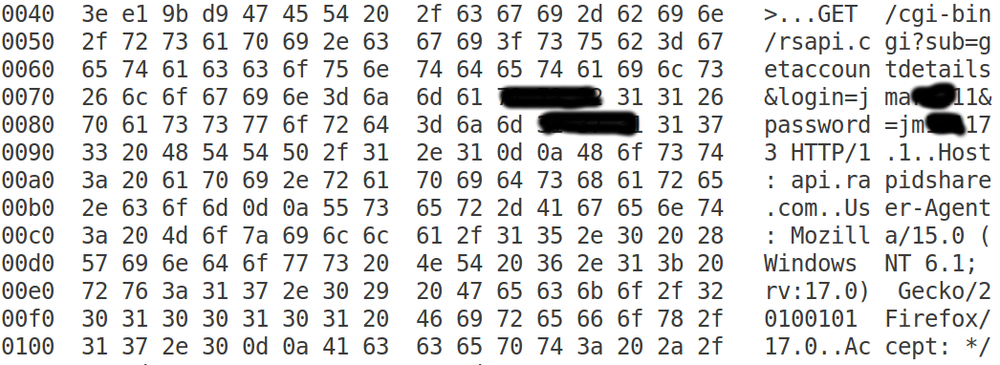 0040 3e e1 9b d9 47 45 54 20 2f 63 67 69 2d 62 69 6e >...GET /cgi-bin
0050 2f 72 73 61 70 69 2e 63 67 69 3f 73 75 62 3d 67 /rsapi.c gi?sub=g
0060 65 74 61 63 63 6f 75 6e 74 64 65 74 61 69 6c 73 etaccoun tdetails
0070 26 6c 6f 67 69 6e 3d 6a 6d 61 31 31 26 &login=j ma 11&
0080 70 61 73 73 77 6f 72 64 3d 6a 6d 31 37 password =jm 17
0090 33 20 48 54 54 50 2f 31 2e 31 0d 0a 48 6f 73 74 3 HTTP/1 .1..Host
00a0 3a 20 61 70 69 2e 72 61 70 69 64 73 68 61 72 65 : api.ra pidshare
00b0 2e 63 6f 6d 0d 0a 55 73 65 72 2d 41 67 65 6e 74 .com..Us er-Agent
00c0 3a 20 4d 6f 7a 69 6c 6c 61 2f 31 35 2e 30 20 28 : Mozill a/15.0 (
00d0 57 69 6e 64 6f 77 73 20 4e 54 20 36 2e 31 3b 20 Windows NT 6.1;
00e0 72 76 3a 31 37 2e 30 29 20 47 65 63 6b 6f 2f 32 rv:17.0) Gecko/2
00f0 30 31 30 30 31 30 31 20 46 69 72 65 66 6f 78 2f 0100101 Firefox/
0100 31 37 2e 30 0d 0a 41 63 63 65 70 74 3a 20 2a 2f 17.0..Ac cept: */